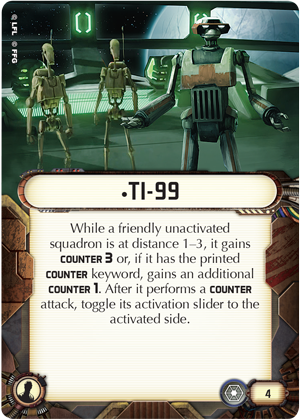 © LFL © FFG
•TI-99
While a friendly unactivated
squadron is at distance 1–3, it gains
COUNTER 3 or, if it has the printed
COUNTER keyword, gains an additional
COUNTER 1. After it performs a COUNTER
attack, toggle its activation slider to the
activated side.
4